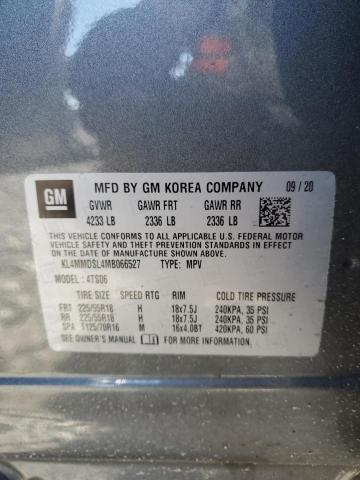 GM
MFD BY GM KOREA COMPANY 09/20
GVWR GAWR FRT GAWR RR
4233 LB 2336 LB 2336 LB
THIS VEHICLE CONFORMS TO ALL APPLICABLE U.S. FEDERAL MOTOR
VEHICLE SAFETY, BUMPER, AND THEFT PREVENTION STANDARDS
IN EFFECT ON THE DATE OF MANUFACTURE SHOWN ABOVE.
KL4MMDSL4MB066527 TYPE: MPV
MODEL: 4TS06
TIRE SIZE SPEED RTG RIM COLD TIRE PRESSURE
FRT 225/55R18 H 18x7.5J 240KPA, 35 PSI
RR 225/55R18 H 18x7.5J 240KPA, 35 PSI
SPA T125/70R16 M 16x4.0BT 420KPA, 60 PSI
SEE OWNER'S MANUAL FOR MORE INFORMATION.